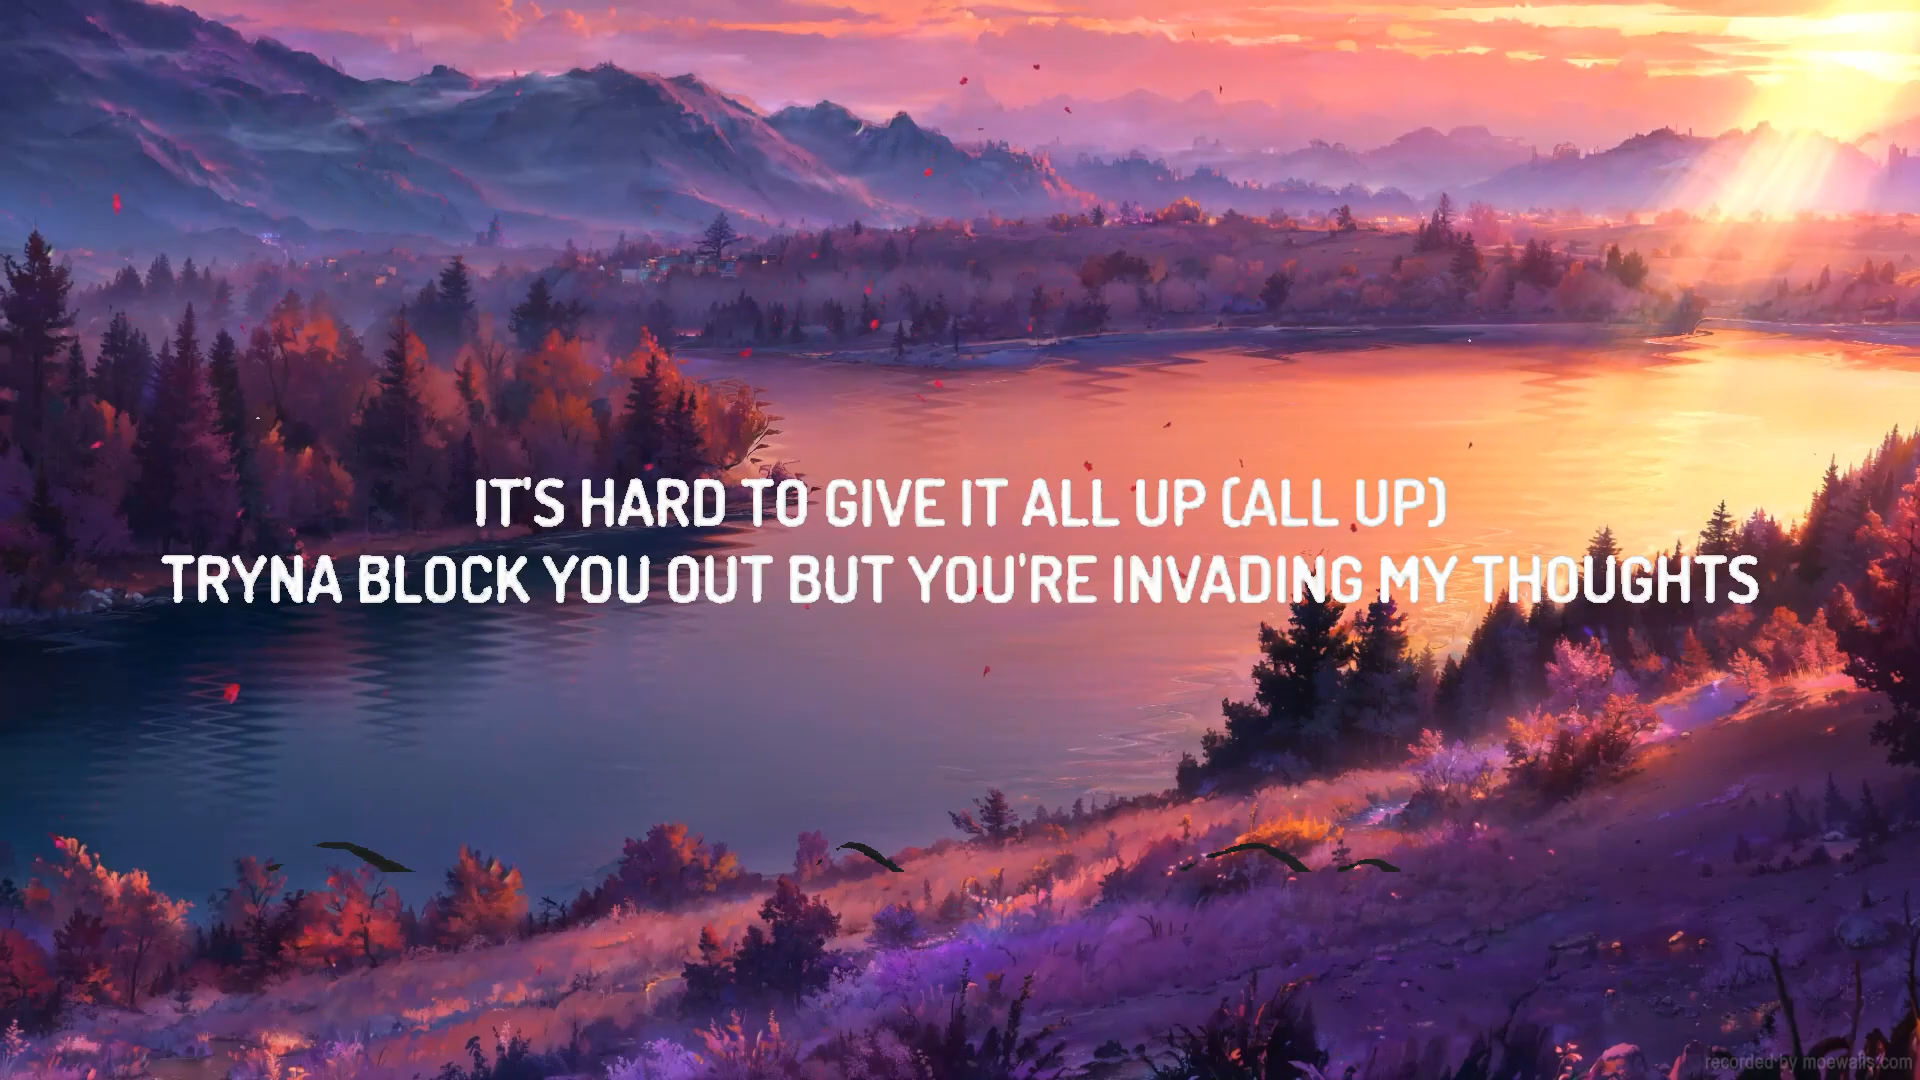 IT'S HARD TO GIVE IT ALL UP (ALL UP)
TRYNA BLOCK YOU OUT BUT YOU'RE INVADING MY THOUGHTS
recorded by moewalls.com